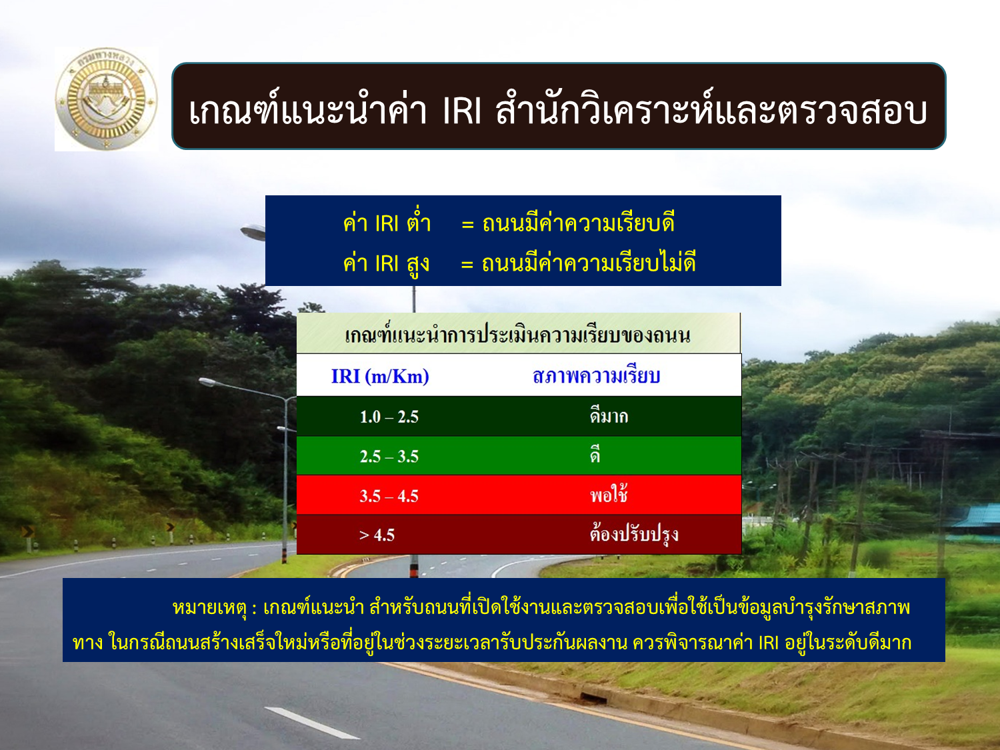 กรมทางหลวง
เกณฑ์แนะนำค่า IRI สำนักวิเคราะห์และตรวจสอบ
ค่า IRI ต่ำ = ถนนมีค่าความเรียบดี
ค่า IRI สูง = ถนนมีค่าความเรียบไม่ดี
เกณฑ์แนะนำการประเมินความเรียบของถนน
IRI (m/Km) สภาพความเรียบ
1.0 – 2.5 ดีมาก
2.5 – 3.5 ดี
3.5 – 4.5 พอใช้
> 4.5 ต้องปรับปรุง
หมายเหตุ : เกณฑ์แนะนำ สำหรับถนนที่เปิดใช้งานและตรวจสอบเพื่อใช้เป็นข้อมูลบำรุงรักษาสภาพ
ทาง ในกรณีถนนสร้างเสร็จใหม่หรือที่อยู่ในช่วงระยะเวลารับประกันผลงาน ควรพิจารณาค่า IRI อยู่ในระดับดีมาก